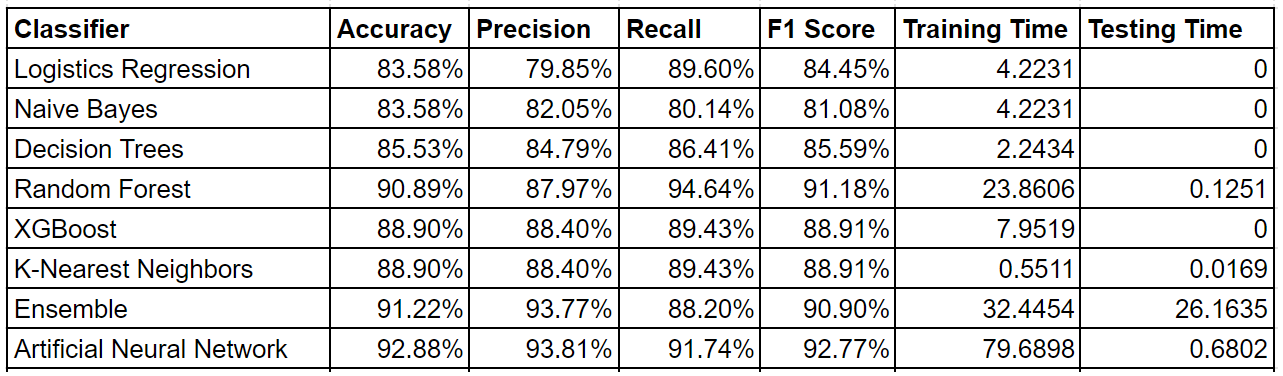 Classifier Accuracy Precision Recall F1 Score Training Time Testing Time
Logistics Regression 83.58% 79.85% 89.60% 84.45% 4.2231 0
Naive Bayes 83.58% 82.05% 80.14% 81.08% 4.2231 0
Decision Trees 85.53% 84.79% 86.41% 85.59% 2.2434 0
Random Forest 90.89% 87.97% 94.64% 91.18% 23.8606 0.1251
XGBoost 88.90% 88.40% 89.43% 88.91% 7.9519 0
K-Nearest Neighbors 88.90% 88.40% 89.43% 88.91% 0.5511 0.0169
Ensemble 91.22% 93.77% 88.20% 90.90% 32.4454 26.1635
Artificial Neural Network 92.88% 93.81% 91.74% 92.77% 79.6898 0.6802